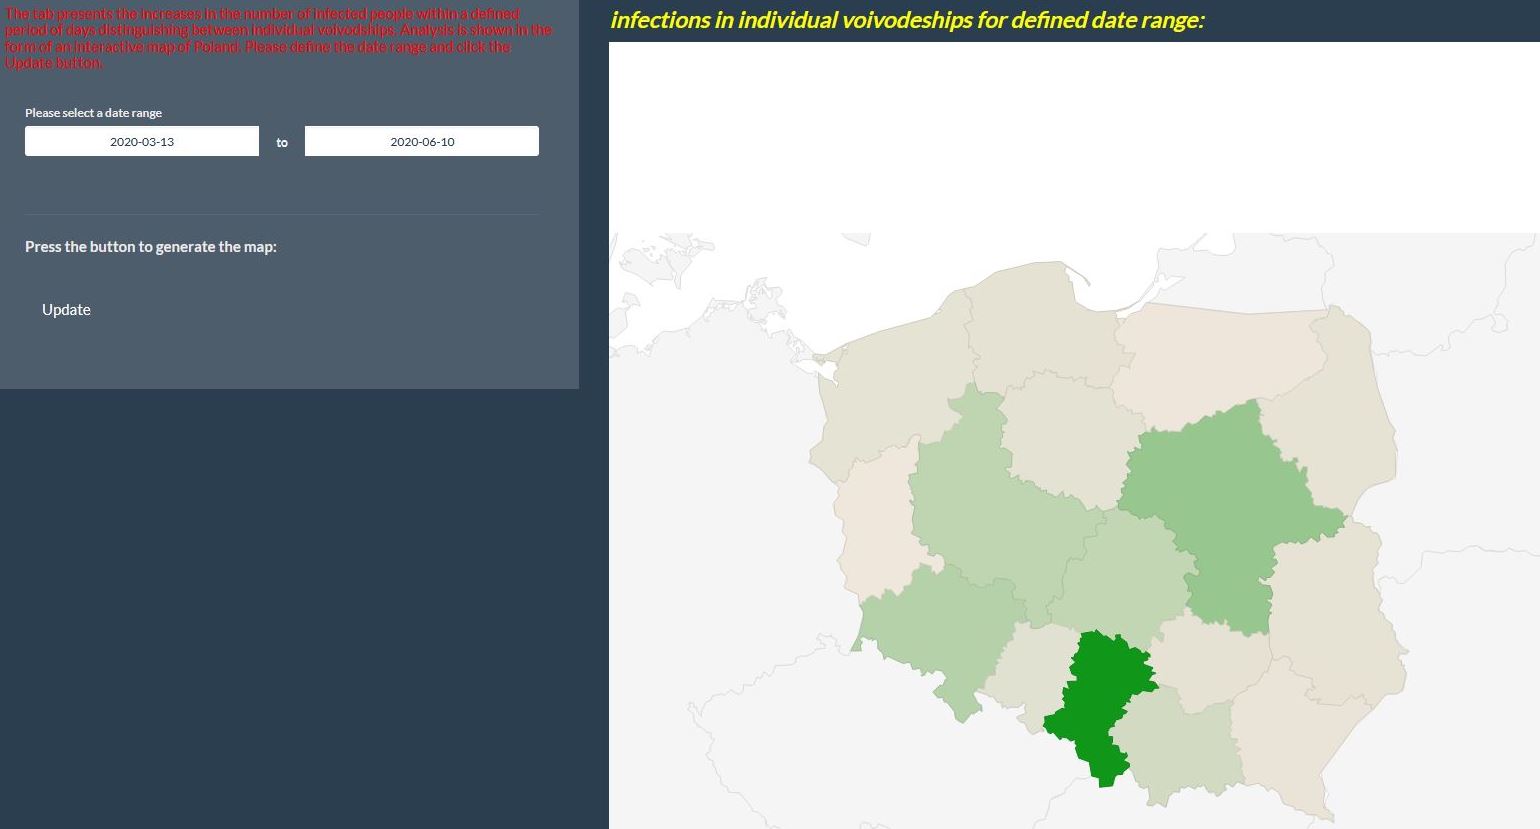 The tab presents the increases in the number of infected people within a defined
period of days distinguishing between individual voivodships. Analysis is shown in the
form of an interactive map of Poland. Please define the date range and click the
Update button.
Please select a date range
2020-03-13 to 2020-06-10
Press the button to generate the map:
Update
infections in individual voivodeships for defined date range: